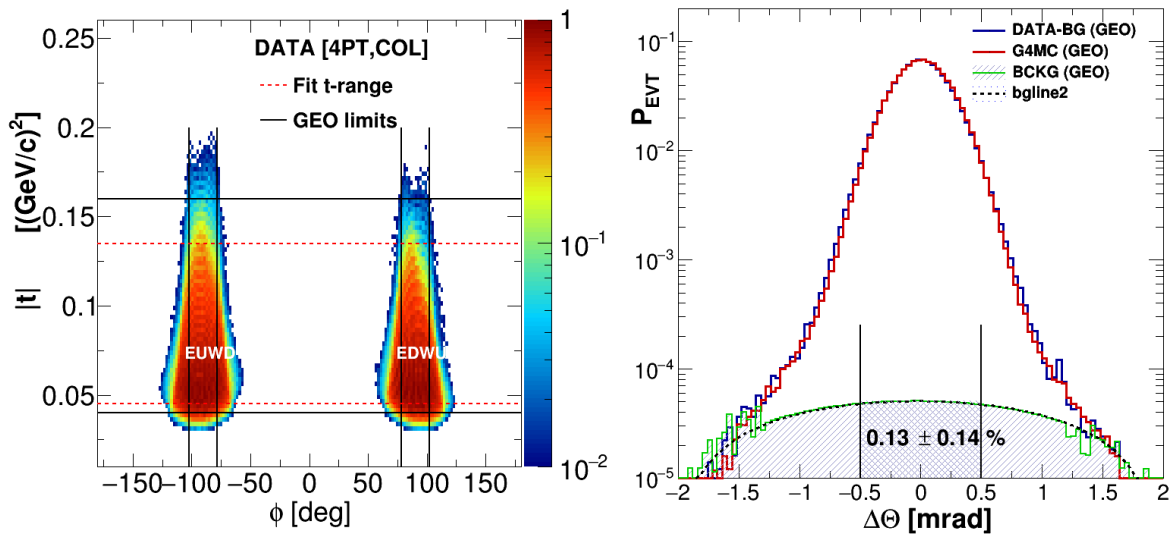 DATA [4PT,COL]
Fit t-range
GEO limits
|t| [(GeV/c)²]
0.25
0.2
0.15
0.1
0.05
EUWD
EDWU
−150 −100 −50 0 50 100 150
ϕ [deg]
1
10⁻¹
10⁻²
DATA-BG (GEO)
G4MC (GEO)
BCKG (GEO)
bgline2
P_EVT
10⁻¹
10⁻²
10⁻³
10⁻⁴
10⁻⁵
0.13 ± 0.14 %
−2 −1.5 −1 −0.5 0 0.5 1 1.5 2
ΔΘ [mrad]